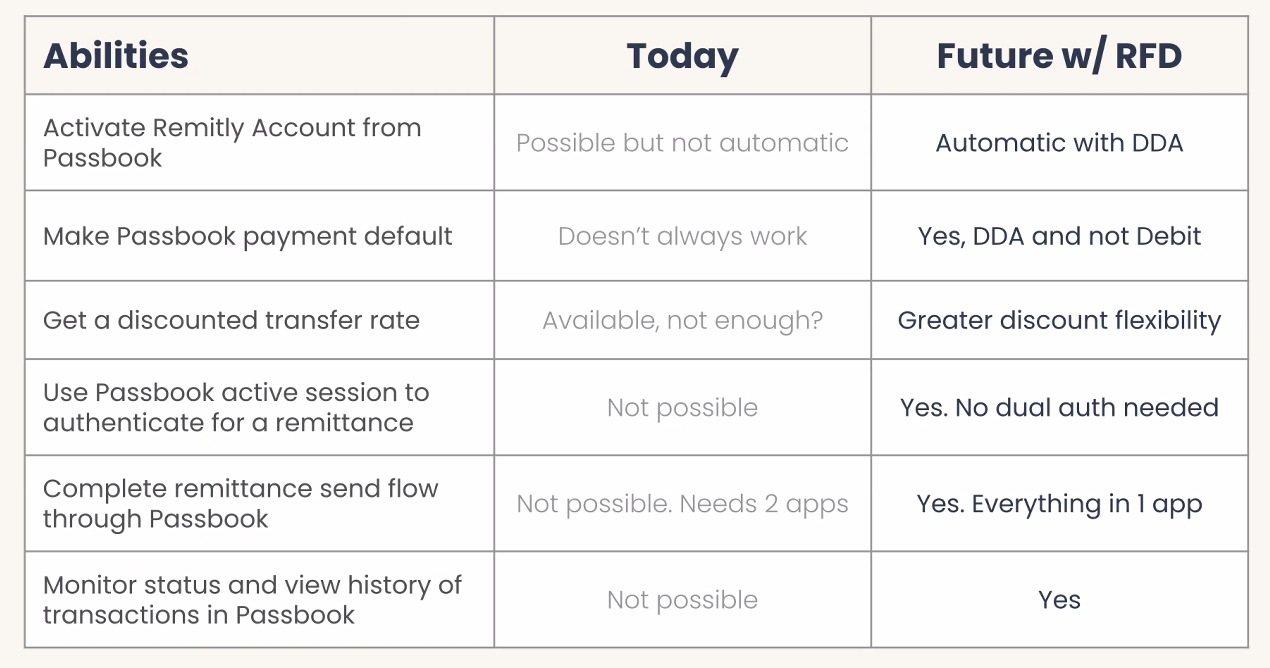 Abilities
Today
Future w/ RFD
Activate Remitly Account from
Passbook
Possible but not automatic
Automatic with DDA
Make Passbook payment default
Doesn’t always work
Yes, DDA and not Debit
Get a discounted transfer rate
Available, not enough?
Greater discount flexibility
Use Passbook active session to
authenticate for a remittance
Not possible
Yes. No dual auth needed
Complete remittance send flow
through Passbook
Not possible. Needs 2 apps
Yes. Everything in 1 app
Monitor status and view history of
transactions in Passbook
Not possible
Yes